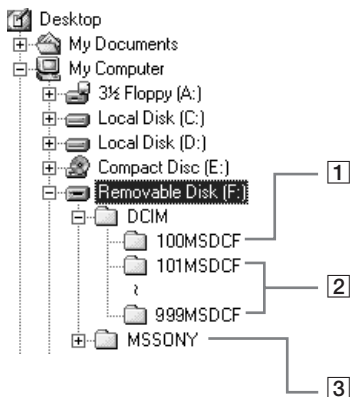 Desktop
My Documents
My Computer
3½ Floppy (A:)
Local Disk (C:)
Local Disk (D:)
Compact Disc (E:)
Removable Disk (F:)
DCIM
100MSDCF
1
101MSDCF
~
2
999MSDCF
MSSONY
3